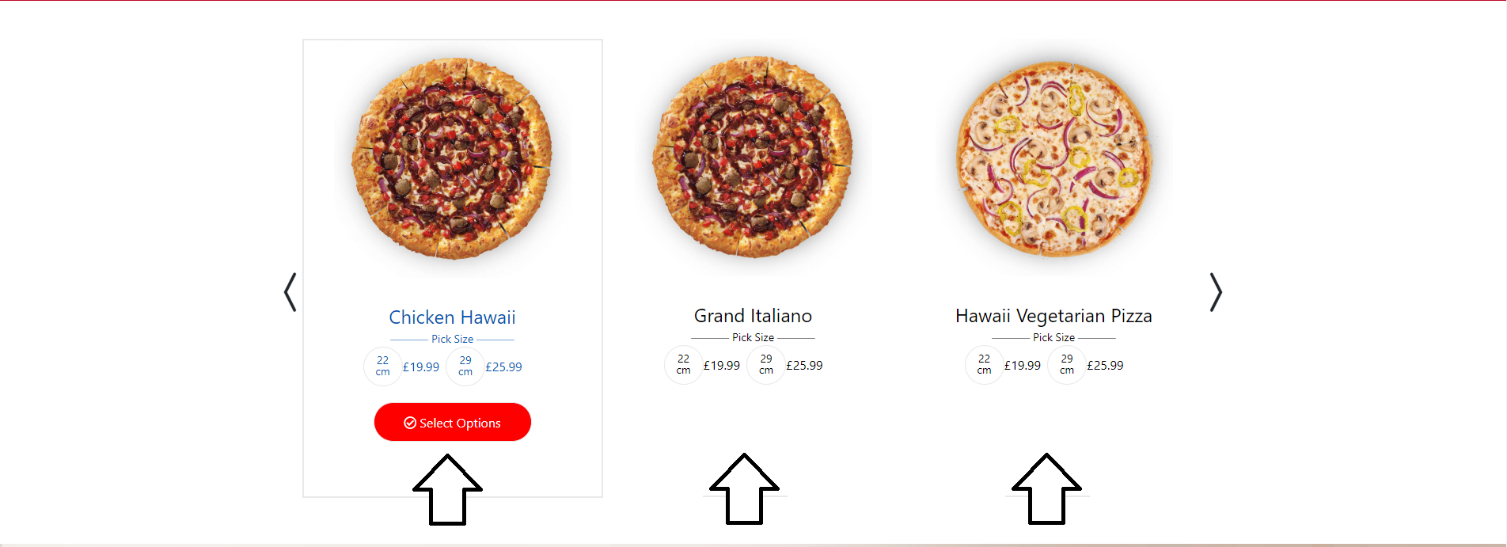 Chicken Hawaii
Pick Size
22 cm £19.99 29 cm £25.99
Select Options
Grand Italiano
Pick Size
22 cm £19.99 29 cm £25.99
Hawaii Vegetarian Pizza
Pick Size
22 cm £19.99 29 cm £25.99